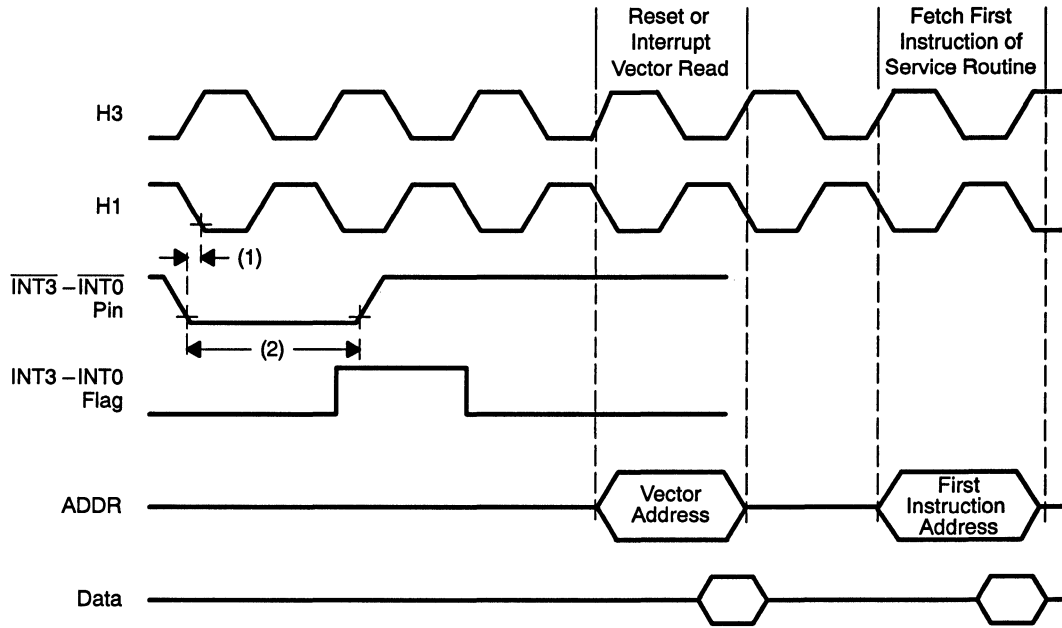 Reset or
Interrupt
Vector Read
Fetch First
Instruction of
Service Routine
H3
H1
(1)
INT3 – INT0
Pin
(2)
INT3 – INT0
Flag
ADDR
Vector
Address
First
Instruction
Address
Data